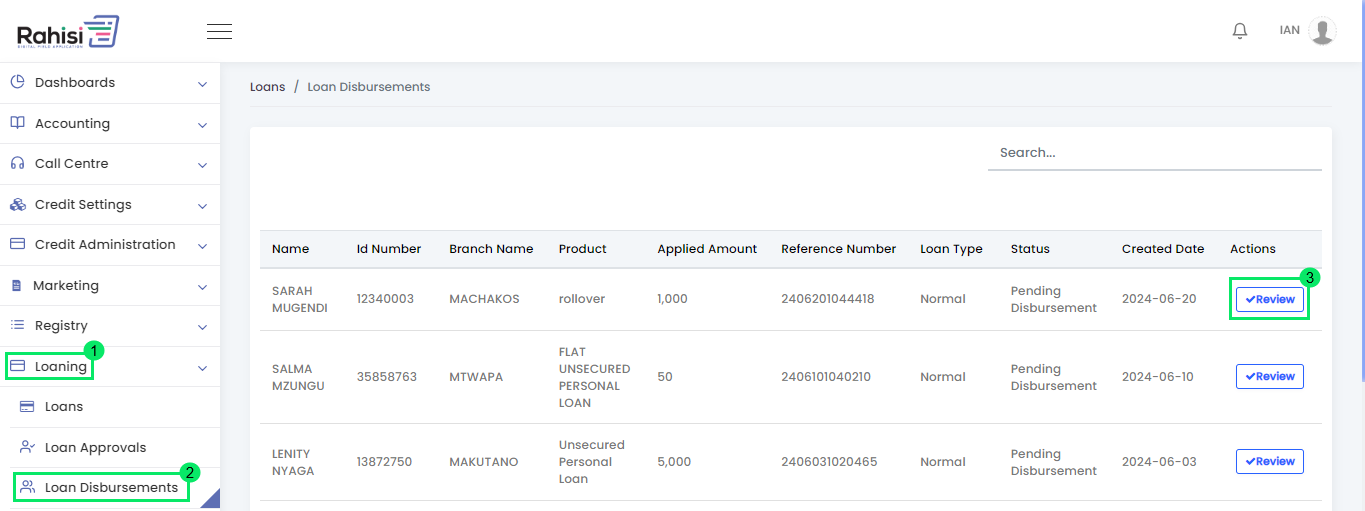 Rahisi
DIGITAL FIELD APPLICATION
IAN
Dashboards
Accounting
Call Centre
Credit Settings
Credit Administration
Marketing
Registry
1
Loaning
Loans
Loan Approvals
2
Loan Disbursements
Loans / Loan Disbursements
Search...
Name Id Number Branch Name Product Applied Amount Reference Number Loan Type Status Created Date Actions
3
SARAH
MUGENDI
12340003 MACHAKOS rollover 1,000 2406201044418 Normal
Pending
Disbursement
2024-06-20 Review
SALMA
MZUNGU
35858763 MTWAPA
FLAT
UNSECURED
PERSONAL
LOAN
50 2406101040210 Normal
Pending
Disbursement
2024-06-10 Review
LENITY
NYAGA
13872750 MAKUTANO
Unsecured
Personal
Loan
5,000 2406031020465 Normal
Pending
Disbursement
2024-06-03 Review